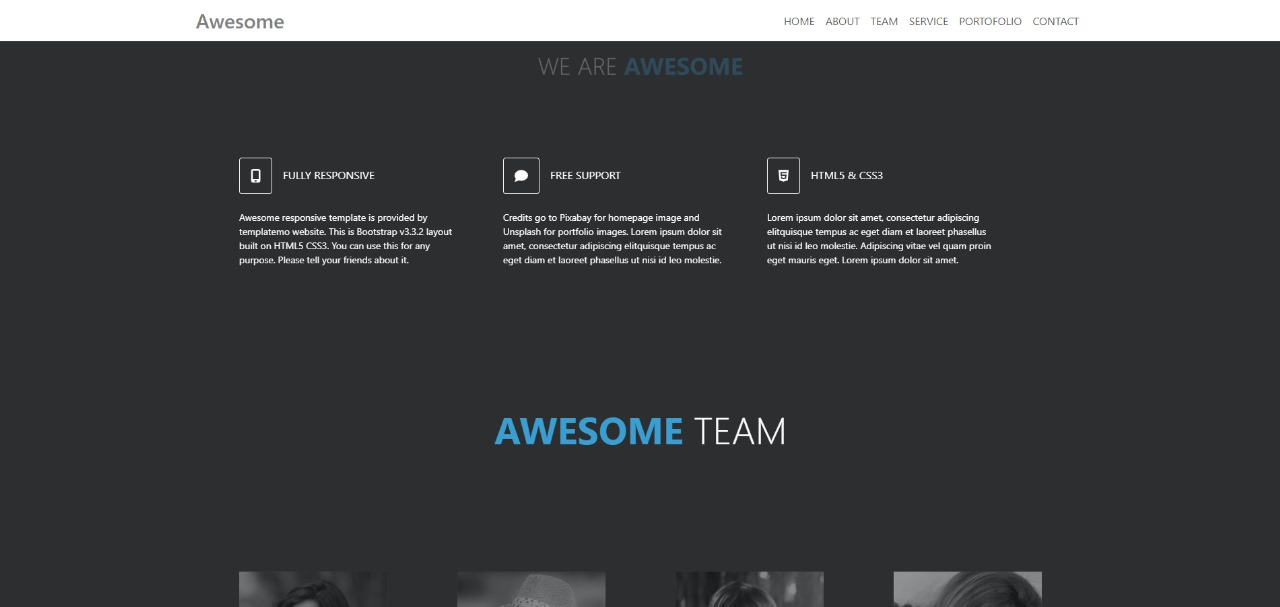 Awesome
HOME ABOUT TEAM SERVICE PORTOFOLIO CONTACT
WE ARE AWESOME
FULLY RESPONSIVE
Awesome responsive template is provided by
templatemo website. This is Bootstrap v3.3.2 layout
built on HTML5 CSS3. You can use this for any
purpose. Please tell your friends about it.
FREE SUPPORT
Credits go to Pixabay for homepage image and
Unsplash for portfolio images. Lorem ipsum dolor sit
amet, consectetur adipiscing elitquisque tempus ac
eget diam et laoreet phasellus ut nisi id leo molestie.
HTML5 & CSS3
Lorem ipsum dolor sit amet, consectetur adipiscing
elitquisque tempus ac eget diam et laoreet phasellus
ut nisi id leo molestie. Adipiscing vitae vel quam proin
eget mauris eget. Lorem ipsum dolor sit amet.
AWESOME TEAM